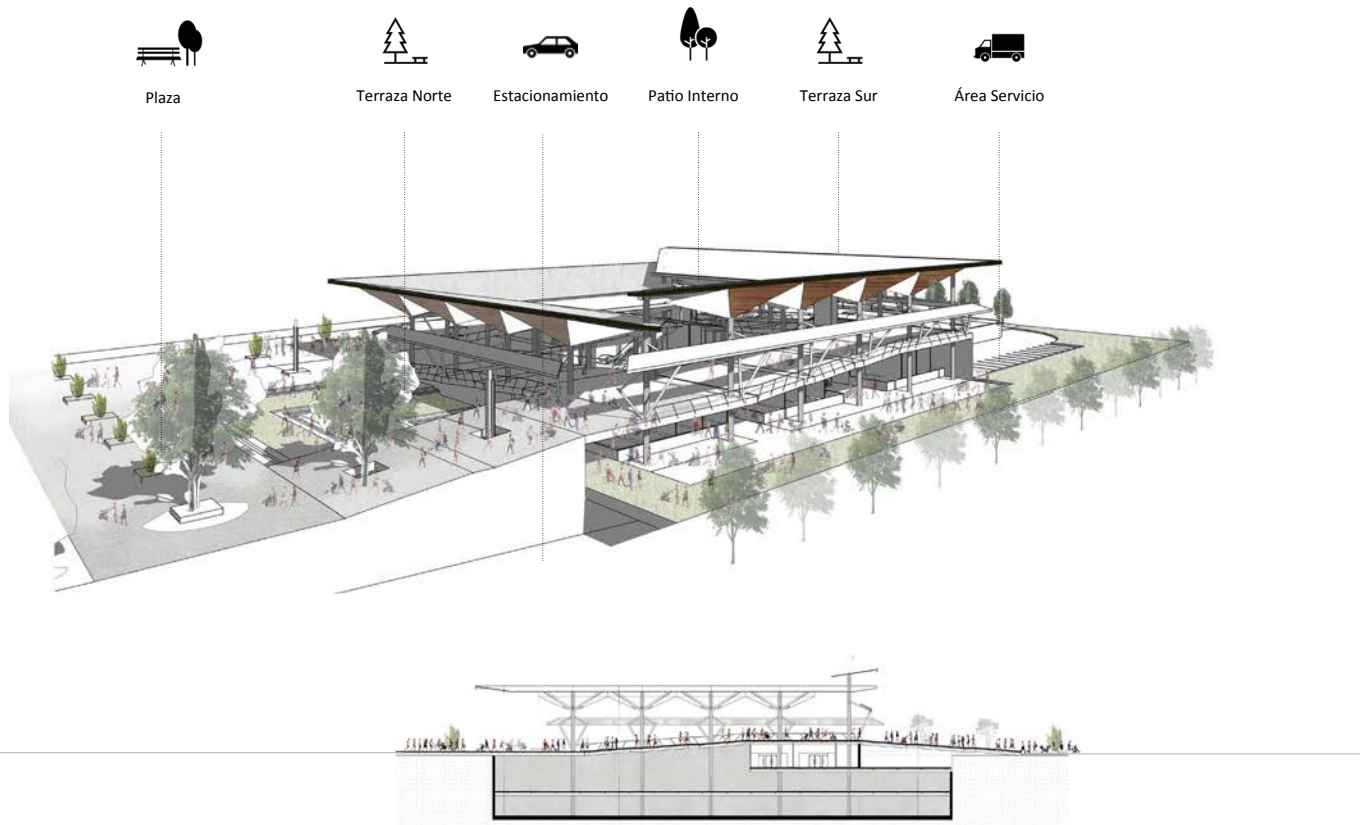 Plaza
Terraza Norte
Estacionamiento
Patio Interno
Terraza Sur
Área Servicio